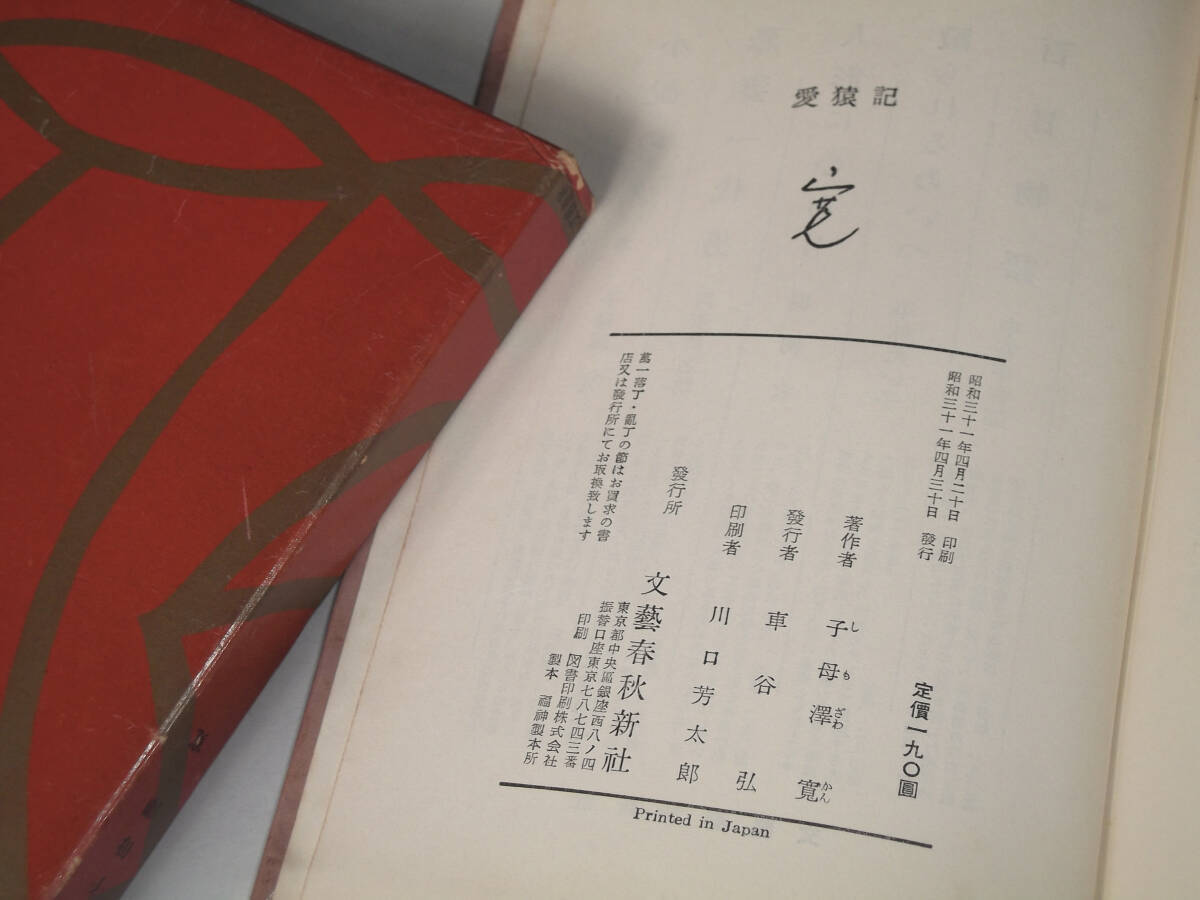 愛猿記
寛
昭和三十一年四月二十日 印刷
昭和三十一年四月三十日 發行
定價一九〇圓
著作者 子母澤寛
しもざわかん
發行者 車谷弘
印刷者 川口芳太郎
發行所 文藝春秋新社
東京都中央區銀座西八ノ四
振替口座東京七八七四三番
印刷 図書印刷株式会社
製本 福神製本所
萬一落丁・亂丁の節はお買求の書
店又は發行所にてお取換致します
Printed in Japan